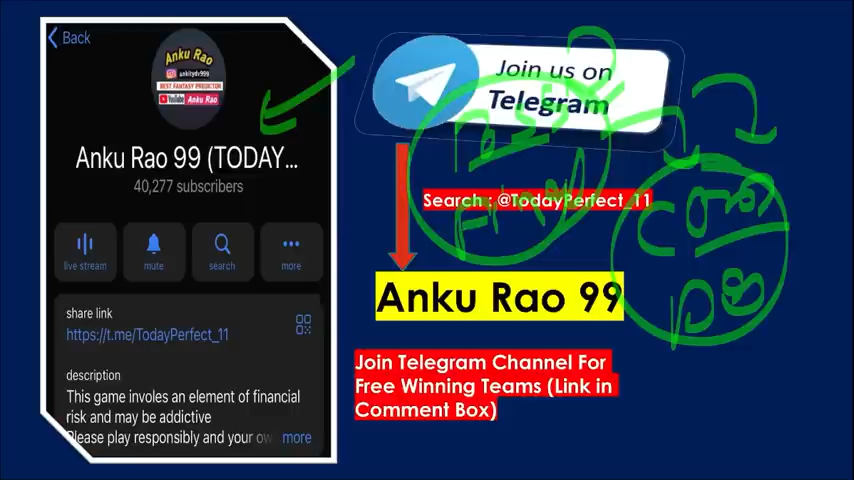 Back
Anku Rao
ankitydv999
BEST FANTASY PREDICTOR
YouTube Anku Rao
Anku Rao 99 (TODAY...
40,277 subscribers
live stream
mute
search
more
share link
https://t.me/TodayPerfect_11
description
This game involes an element of financial
risk and may be addictive
Please play responsibly and your ow
more
Join us on
Telegram
Search : @TodayPerfect_11
Anku Rao 99
Join Telegram Channel For
Free Winning Teams (Link in
Comment Box)